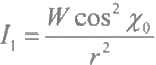 $I_1 = \frac{W \cos^2 \chi_0}{r^2}$